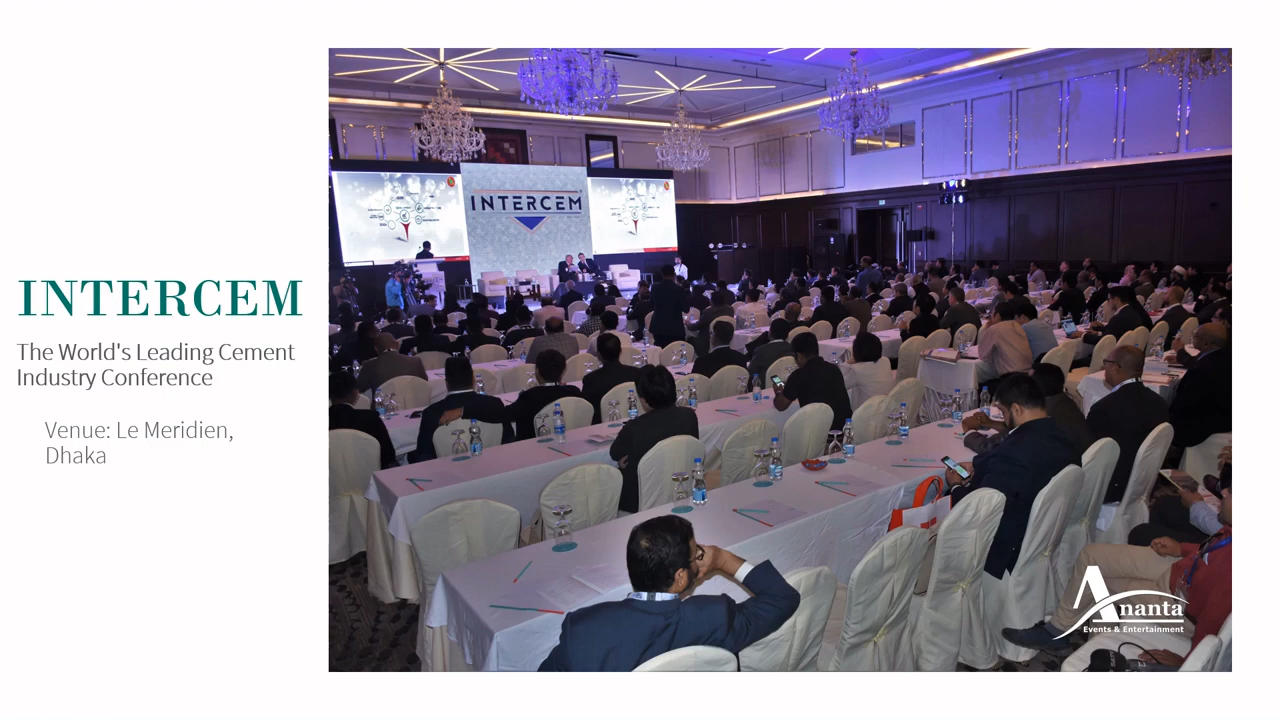 INTERCEM
The World's Leading Cement
Industry Conference
Venue: Le Meridien,
Dhaka
INTERCEM
Ananta
Events & Entertainment